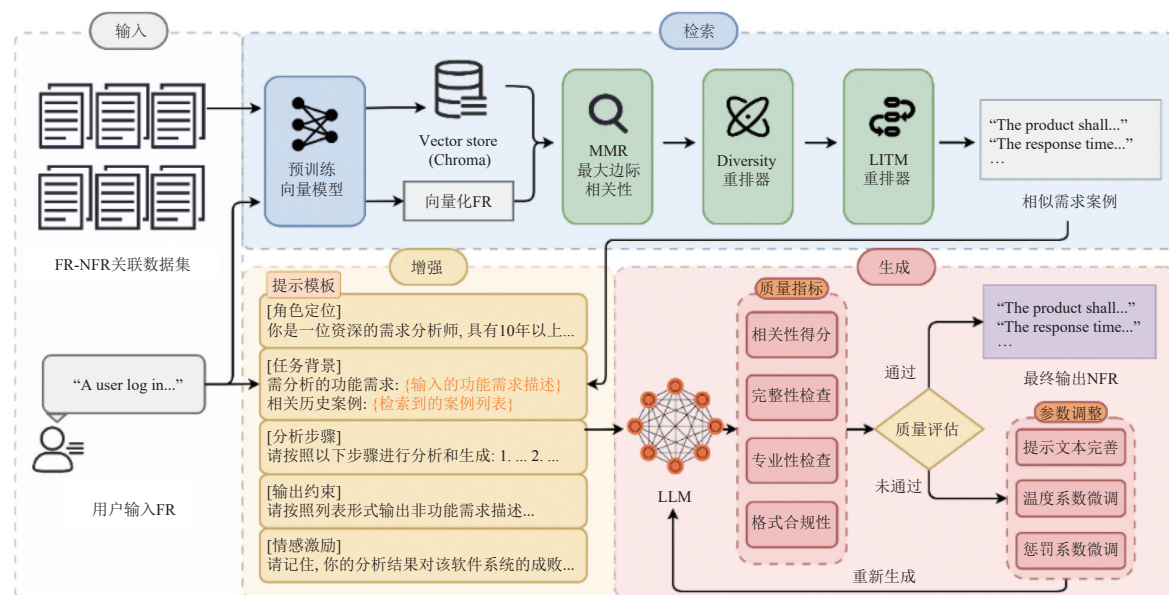 输入
FR-NFR关联数据集
“A user log in...”
用户输入FR
检索
预训练
向量模型
Vector store
(Chroma)
向量化FR
MMR
最大边际
相关性
Diversity
重排器
LITM
重排器
“The product shall...”
“The response time...”
…
相似需求案例
增强
提示模板
[角色定位]
你是一位资深的需求分析师, 具有10年以上...
[任务背景]
需分析的功能需求: {输入的功能需求描述}
相关历史案例: {检索到的案例列表}
[分析步骤]
请按照以下步骤进行分析和生成: 1. ... 2. ...
[输出约束]
请按照列表形式输出非功能需求描述...
[情感激励]
请记住, 你的分析结果对该软件系统的成败...
生成
LLM
质量指标
相关性得分
完整性检查
专业性检查
格式合规性
质量评估
通过
未通过
“The product shall...”
“The response time...”
…
最终输出NFR
参数调整
提示文本完善
温度系数微调
惩罚系数微调
重新生成